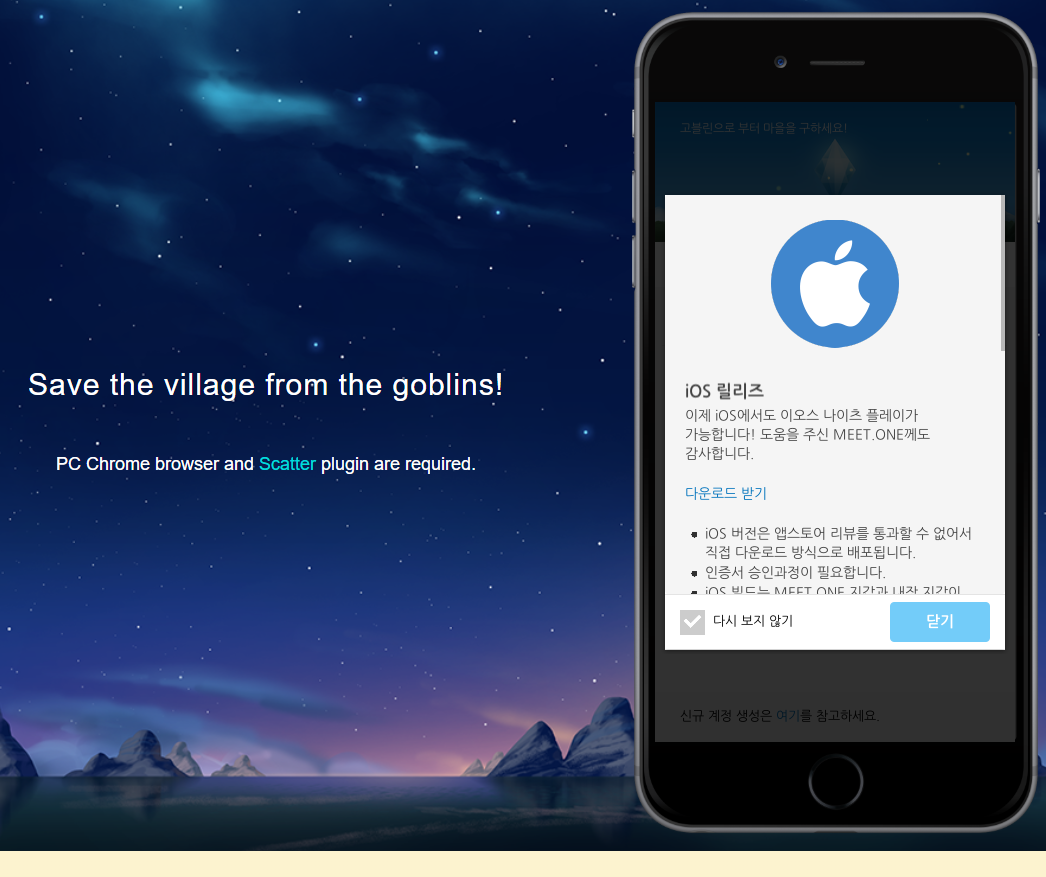 Save the village from the goblins!
PC Chrome browser and Scatter plugin are required.
고블린으로 부터 마을을 구하세요!
iOS 릴리즈
이제 iOS에서도 이오스 나이츠 플레이가
가능합니다! 도움을 주신 MEET.ONE께도
감사합니다.
다운로드 받기
iOS 버전은 앱스토어 리뷰를 통과할 수 없어서
직접 다운로드 방식으로 배포됩니다.
인증서 승인과정이 필요합니다.
iOS 빌드는 MEET.ONE 지갑과 내장 지갑이
다시 보지 않기
닫기
신규 계정 생성은 여기를 참고하세요.